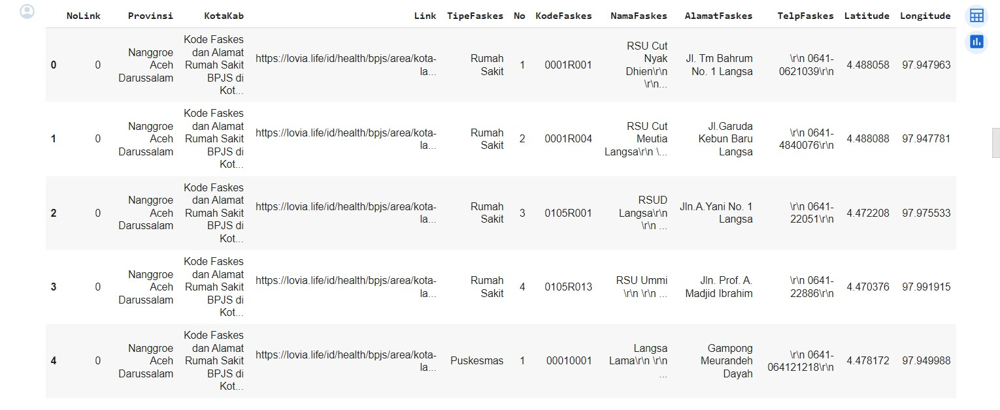 NoLink Provinsi KotaKab Link TipeFaskes No KodeFaskes NamaFaskes AlamatFaskes TelpFaskes Latitude Longitude
0 0 Nanggroe Aceh Darussalam Kode Faskes dan Alamat Rumah Sakit BPJS di Kot... https://lovia.life/id/health/bpjs/area/kota-la... Rumah Sakit 1 0001R001 RSU Cut Nyak Dhien\r\n \r\n... Jl. Tm Bahrum No. 1 Langsa \r\n 0641-0621039\r\n 4.488058 97.947963
1 0 Nanggroe Aceh Darussalam Kode Faskes dan Alamat Rumah Sakit BPJS di Kot... https://lovia.life/id/health/bpjs/area/kota-la... Rumah Sakit 2 0001R004 RSU Cut Meutia Langsa\r\n \... Jl.Garuda Kebun Baru Langsa \r\n 0641-4840076\r\n 4.488088 97.947781
2 0 Nanggroe Aceh Darussalam Kode Faskes dan Alamat Rumah Sakit BPJS di Kot... https://lovia.life/id/health/bpjs/area/kota-la... Rumah Sakit 3 0105R001 RSUD Langsa\r\n \r\n ... Jln.A.Yani No. 1 Langsa \r\n 0641-22051\r\n 4.472208 97.975533
3 0 Nanggroe Aceh Darussalam Kode Faskes dan Alamat Rumah Sakit BPJS di Kot... https://lovia.life/id/health/bpjs/area/kota-la... Rumah Sakit 4 0105R013 RSU Ummi \r\n \r\n ... Jln. Prof. A. Madjid Ibrahim \r\n 0641-22886\r\n 4.470376 97.991915
4 0 Nanggroe Aceh Darussalam Kode Faskes dan Alamat Rumah Sakit BPJS di Kot... https://lovia.life/id/health/bpjs/area/kota-la... Puskesmas 1 00010001 Langsa Lama\r\n \r\n ... Gampong Meurandeh Dayah \r\n 0641-064121218\r\n 4.478172 97.949988